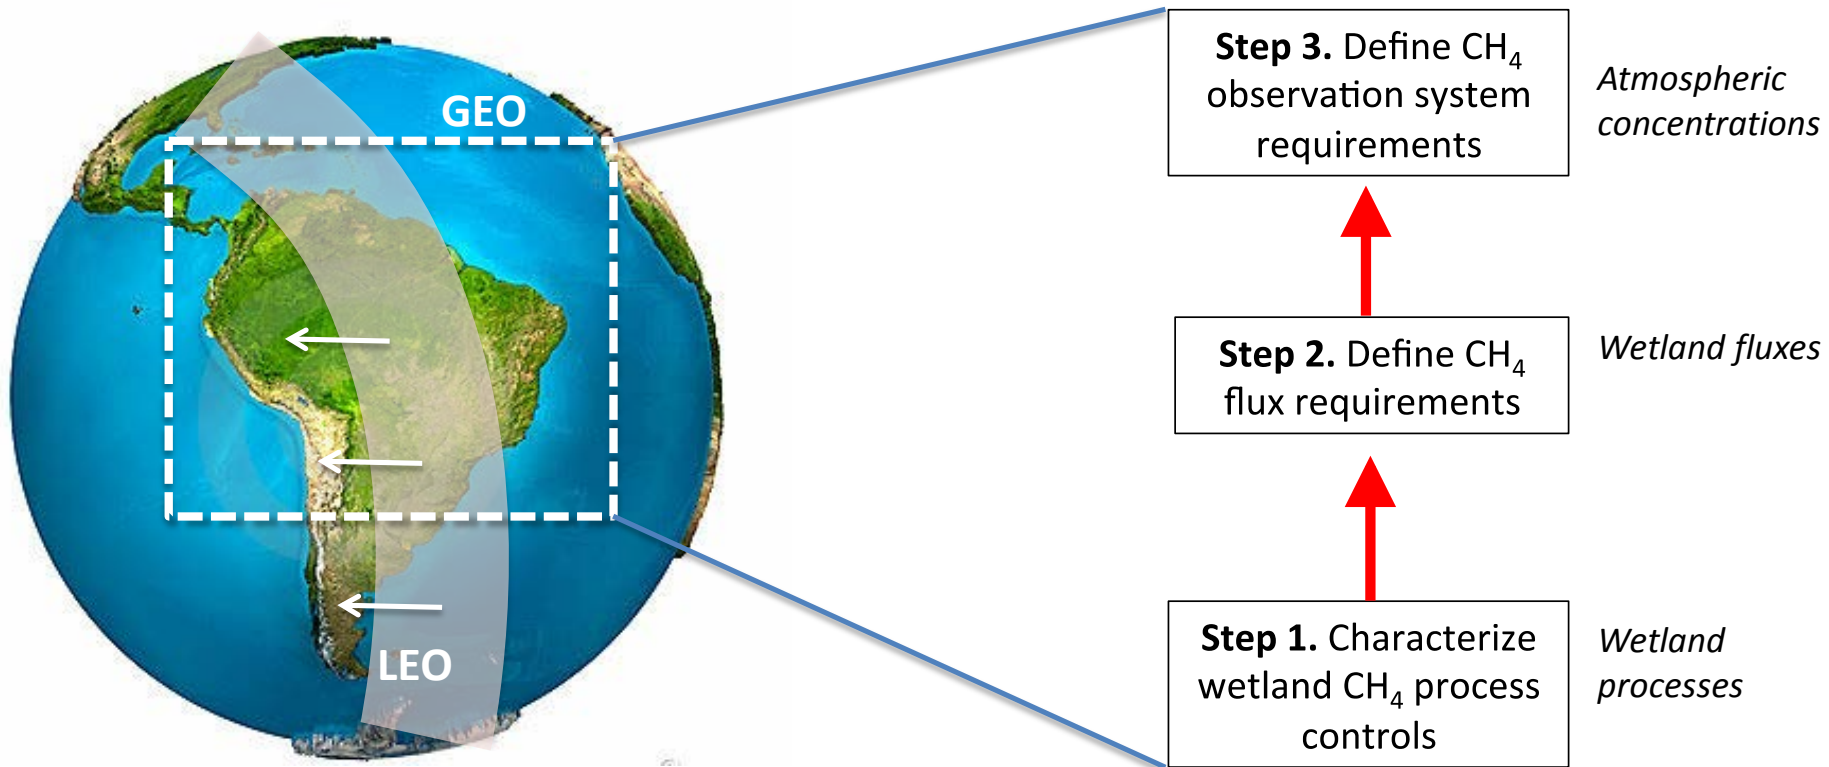 GEO
LEO
Step 3. Define CH₄
observation system
requirements
Atmospheric
concentrations
Step 2. Define CH₄
flux requirements
Wetland fluxes
Step 1. Characterize
wetland CH₄ process
controls
Wetland
processes